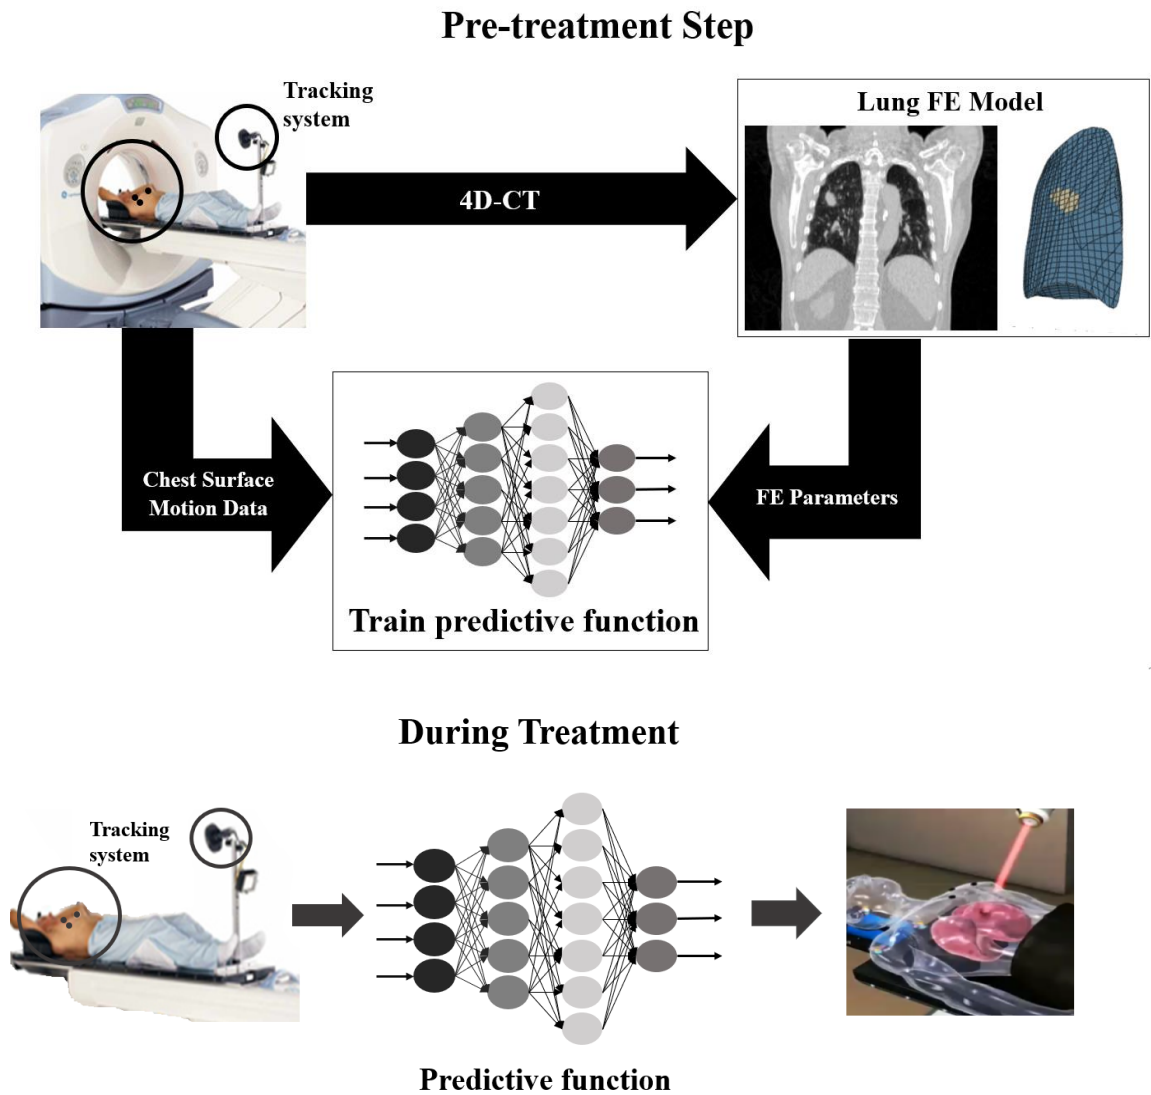 Pre-treatment Step
Tracking
system
4D-CT
Lung FE Model
Chest Surface
Motion Data
FE Parameters
Train predictive function
During Treatment
Tracking
system
Predictive function